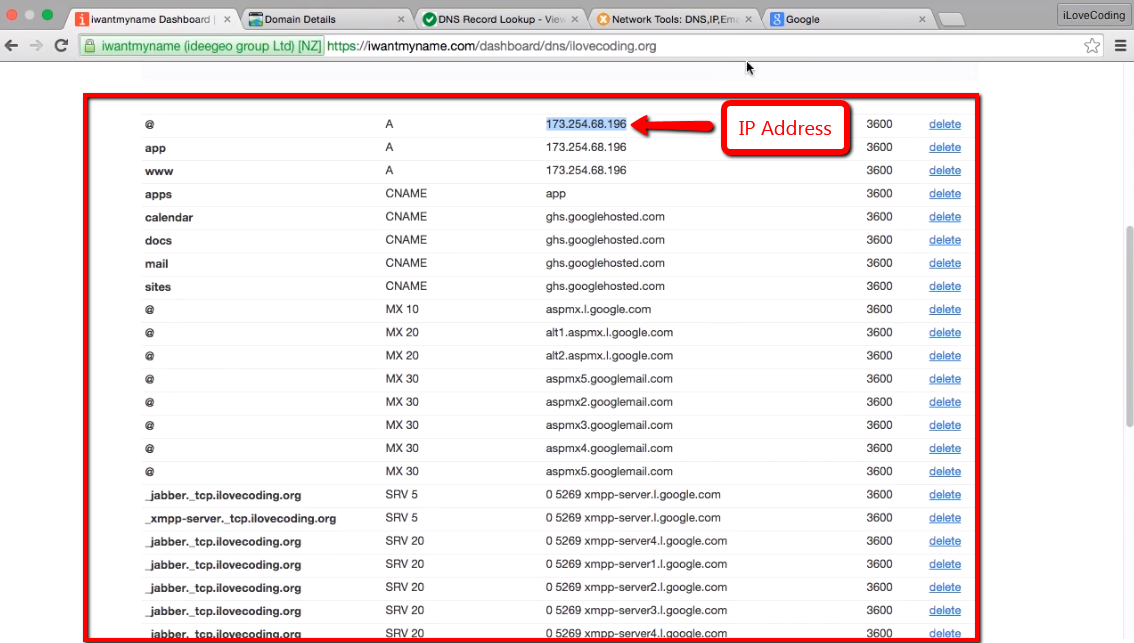 iwantmyname Dashboard
Domain Details
DNS Record Lookup - View
Network Tools: DNS,IP,Ema
Google
iLoveCoding
iwantmyname (ideegeo group Ltd) [NZ] https://iwantmyname.com/dashboard/dns/ilovecoding.org
@ A 173.254.68.196 3600 delete
IP Address
app A 173.254.68.196 3600 delete
www A 173.254.68.196 3600 delete
apps CNAME app 3600 delete
calendar CNAME ghs.googlehosted.com 3600 delete
docs CNAME ghs.googlehosted.com 3600 delete
mail CNAME ghs.googlehosted.com 3600 delete
sites CNAME ghs.googlehosted.com 3600 delete
@ MX 10 aspmx.l.google.com 3600 delete
@ MX 20 alt1.aspmx.l.google.com 3600 delete
@ MX 20 alt2.aspmx.l.google.com 3600 delete
@ MX 30 aspmx5.googlemail.com 3600 delete
@ MX 30 aspmx2.googlemail.com 3600 delete
@ MX 30 aspmx3.googlemail.com 3600 delete
@ MX 30 aspmx4.googlemail.com 3600 delete
@ MX 30 aspmx5.googlemail.com 3600 delete
_jabber._tcp.ilovecoding.org SRV 5 0 5269 xmpp-server.l.google.com 3600 delete
_xmpp-server._tcp.ilovecoding.org SRV 5 0 5269 xmpp-server.l.google.com 3600 delete
_jabber._tcp.ilovecoding.org SRV 20 0 5269 xmpp-server4.l.google.com 3600 delete
_jabber._tcp.ilovecoding.org SRV 20 0 5269 xmpp-server1.l.google.com 3600 delete
_jabber._tcp.ilovecoding.org SRV 20 0 5269 xmpp-server2.l.google.com 3600 delete
_jabber._tcp.ilovecoding.org SRV 20 0 5269 xmpp-server3.l.google.com 3600 delete
_jabber._tcp.ilovecoding.org SRV 20 0 5269 xmpp-server4.l.google.com 3600 delete